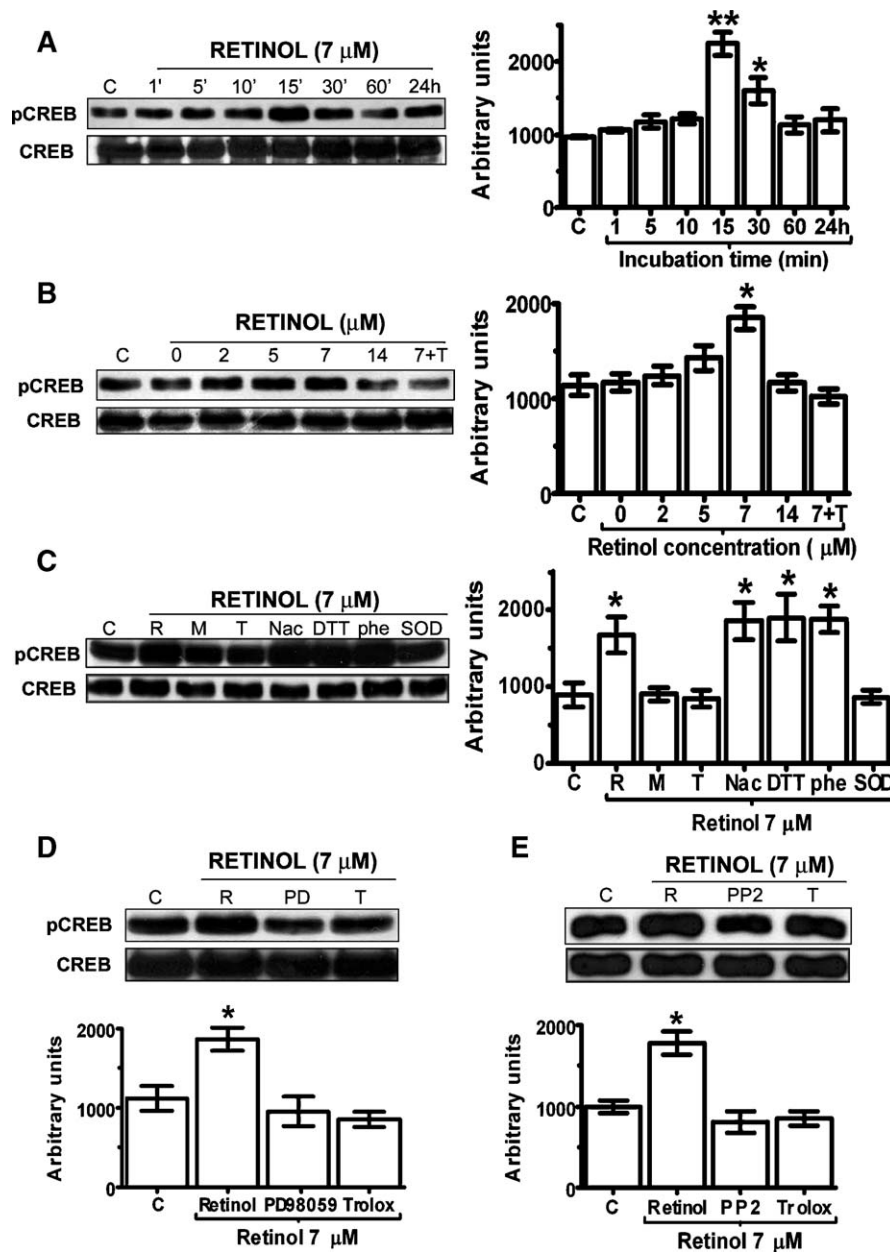 A
RETINOL (7 μM)
C 1' 5' 10' 15' 30' 60' 24h
pCREB
CREB
Arbitrary units
2000
1000
0
**
*
C 1 5 10 15 30 60 24h
Incubation time (min)
B
RETINOL (μM)
C 0 2 5 7 14 7+T
pCREB
CREB
Arbitrary units
2000
1000
0
*
C 0 2 5 7 14 7+T
Retinol concentration ( μM)
C
RETINOL (7 μM)
C R M T Nac DTT phe SOD
pCREB
CREB
Arbitrary units
2000
1000
0
* * * *
C R M T Nac DTT phe SOD
Retinol 7 μM
D
RETINOL (7 μM)
C R PD T
pCREB
CREB
Arbitrary units
2000
1000
0
*
C Retinol PD98059 Trolox
Retinol 7 μM
E
RETINOL (7 μM)
C R PP2 T
pCREB
CREB
Arbitrary units
2000
1000
0
*
C Retinol PP2 Trolox
Retinol 7 μM